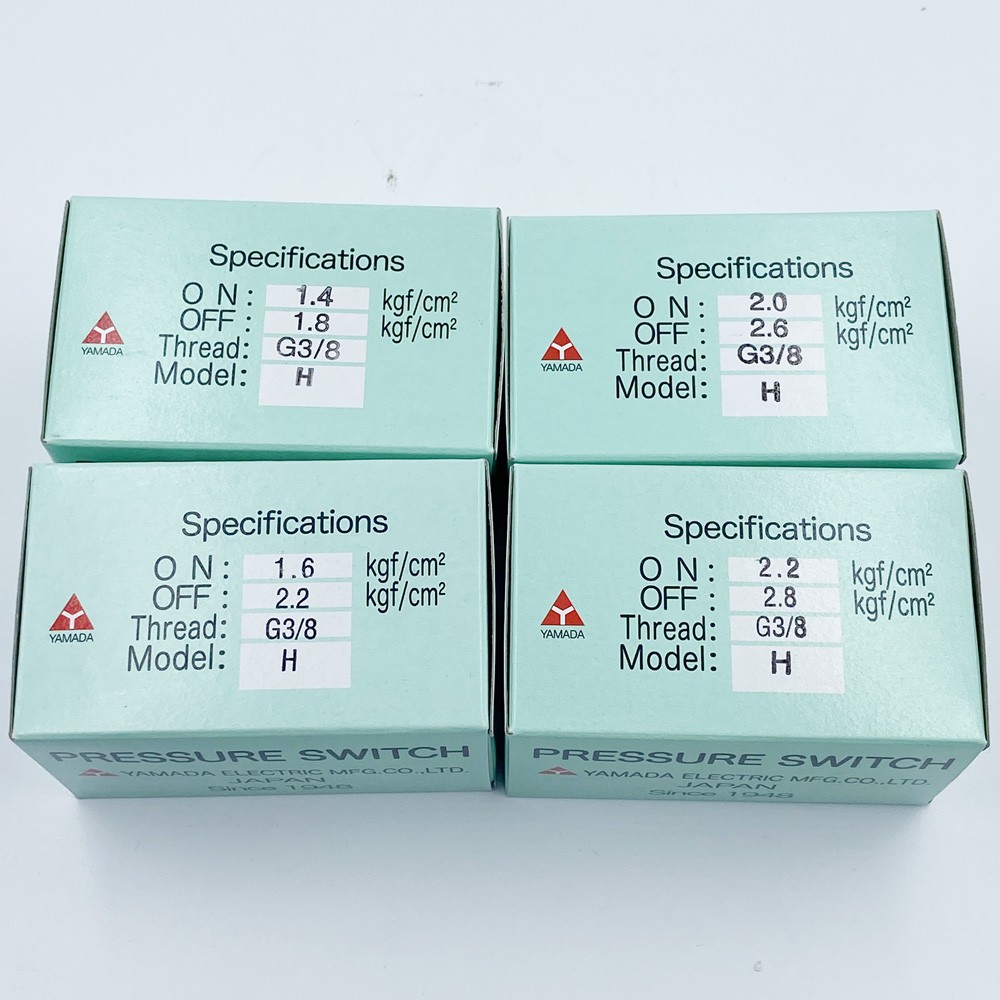 Specifications
O N : 1.4 kgf/cm²
OFF : 1.8 kgf/cm²
Thread: G3/8
Model: H
YAMADA
Specifications
O N : 2.0 kgf/cm²
OFF : 2.6 kgf/cm²
Thread: G3/8
Model: H
YAMADA
Specifications
O N : 1.6 kgf/cm²
OFF : 2.2 kgf/cm²
Thread: G3/8
Model: H
YAMADA
PRESSURE SWITCH
YAMADA ELECTRIC MFG.CO.,LTD.
JAPAN
Since 1948
Specifications
O N : 2.2 kgf/cm²
OFF : 2.8 kgf/cm²
Thread: G3/8
Model: H
YAMADA
PRESSURE SWITCH
YAMADA ELECTRIC MFG.CO.,LTD.
JAPAN
Since 1948